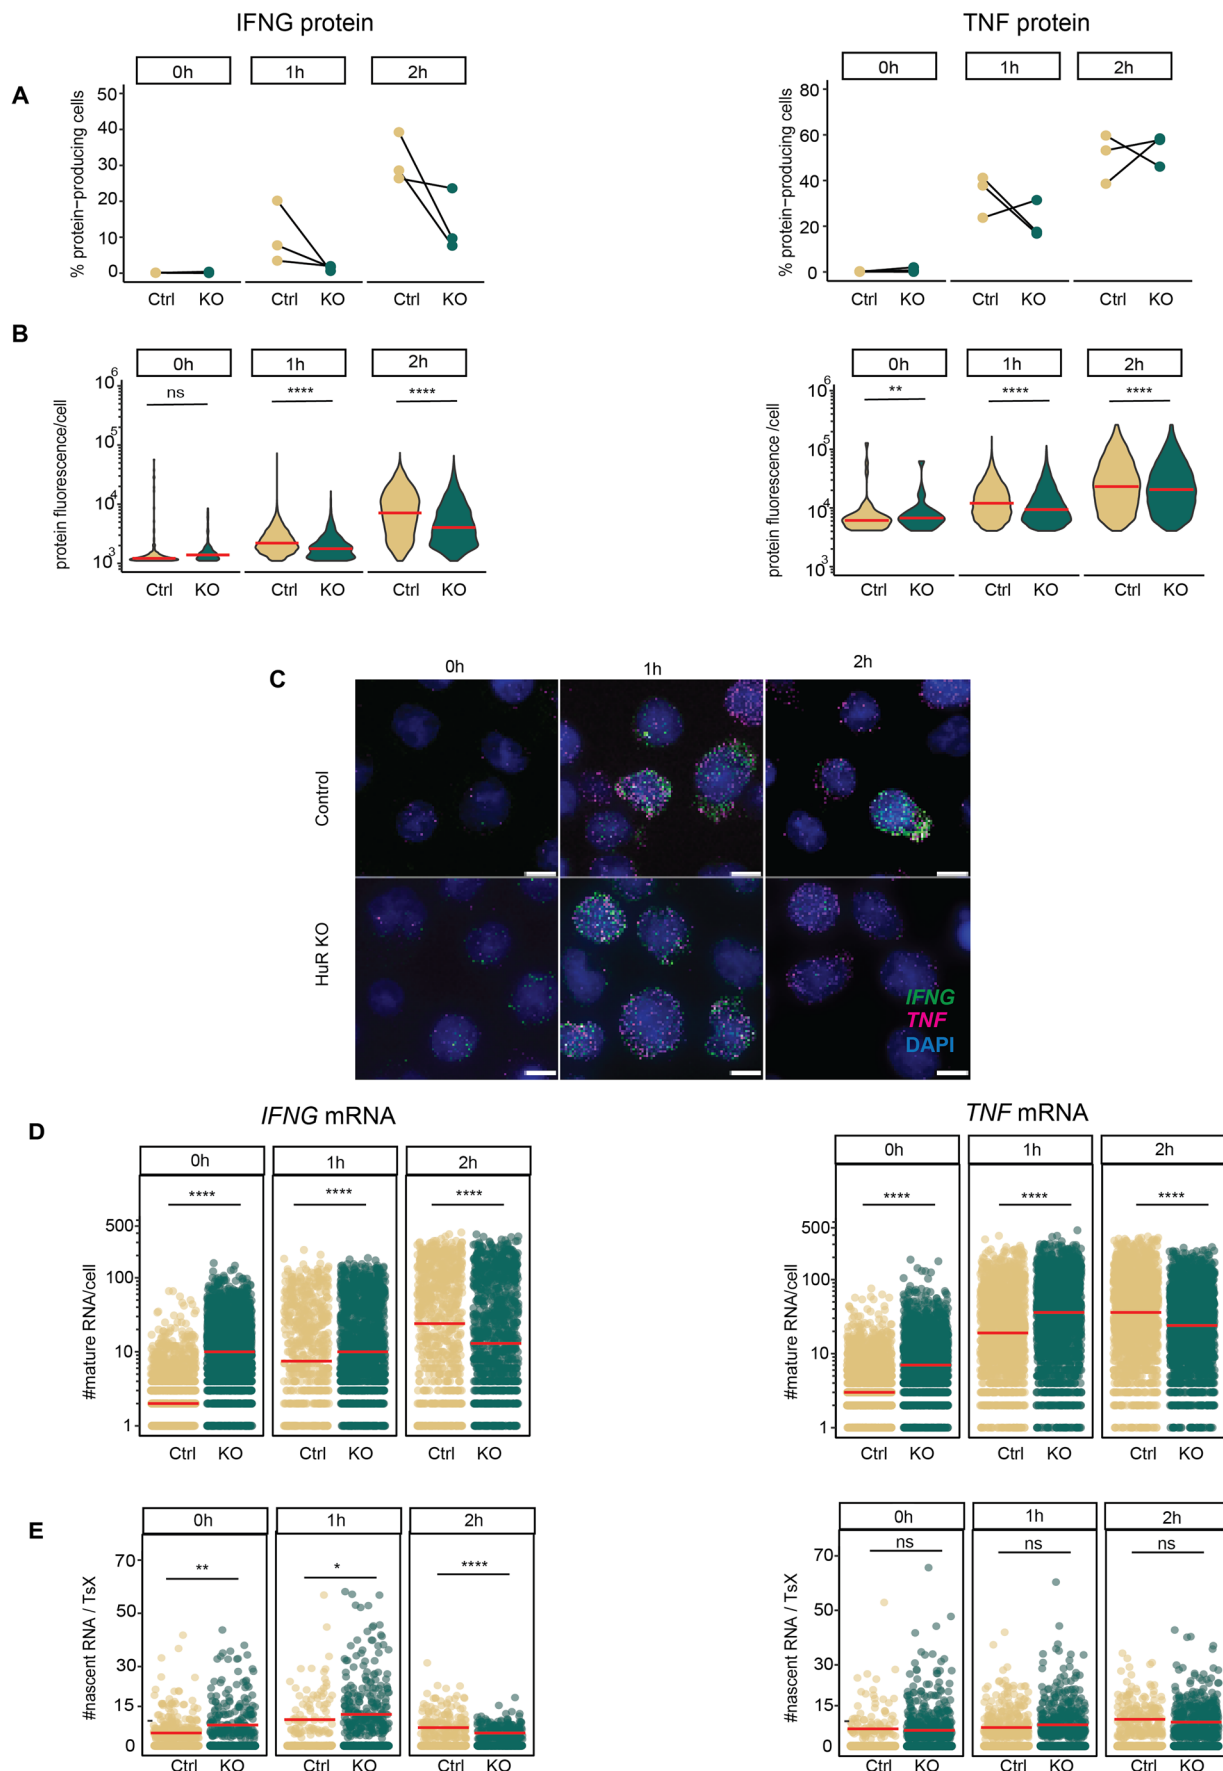 IFNG protein
TNF protein
A
0h
1h
2h
% protein–producing cells
50
40
30
20
10
0
Ctrl KO
Ctrl KO
Ctrl KO
0h
1h
2h
% protein–producing cells
80
60
40
20
0
Ctrl KO
Ctrl KO
Ctrl KO
B
0h
1h
2h
ns
****
****
protein fluorescence/cell
10^6
10^5
10^4
10^3
Ctrl KO
Ctrl KO
Ctrl KO
0h
1h
2h
**
****
****
protein fluorescence /cell
10^6
10^5
10^4
10^3
Ctrl KO
Ctrl KO
Ctrl KO
C
0h
1h
2h
Control
HuR KO
IFNG
TNF
DAPI
D
IFNG mRNA
TNF mRNA
0h
1h
2h
****
****
****
#mature RNA/cell
500
100
10
1
Ctrl KO
Ctrl KO
Ctrl KO
0h
1h
2h
****
****
****
#mature RNA/cell
500
100
10
1
Ctrl KO
Ctrl KO
Ctrl KO
E
0h
1h
2h
**
*
****
#nascent RNA / TsX
70
50
30
15
0
Ctrl KO
Ctrl KO
Ctrl KO
0h
1h
2h
ns
ns
ns
#nascent RNA / TsX
70
50
30
15
0
Ctrl KO
Ctrl KO
Ctrl KO